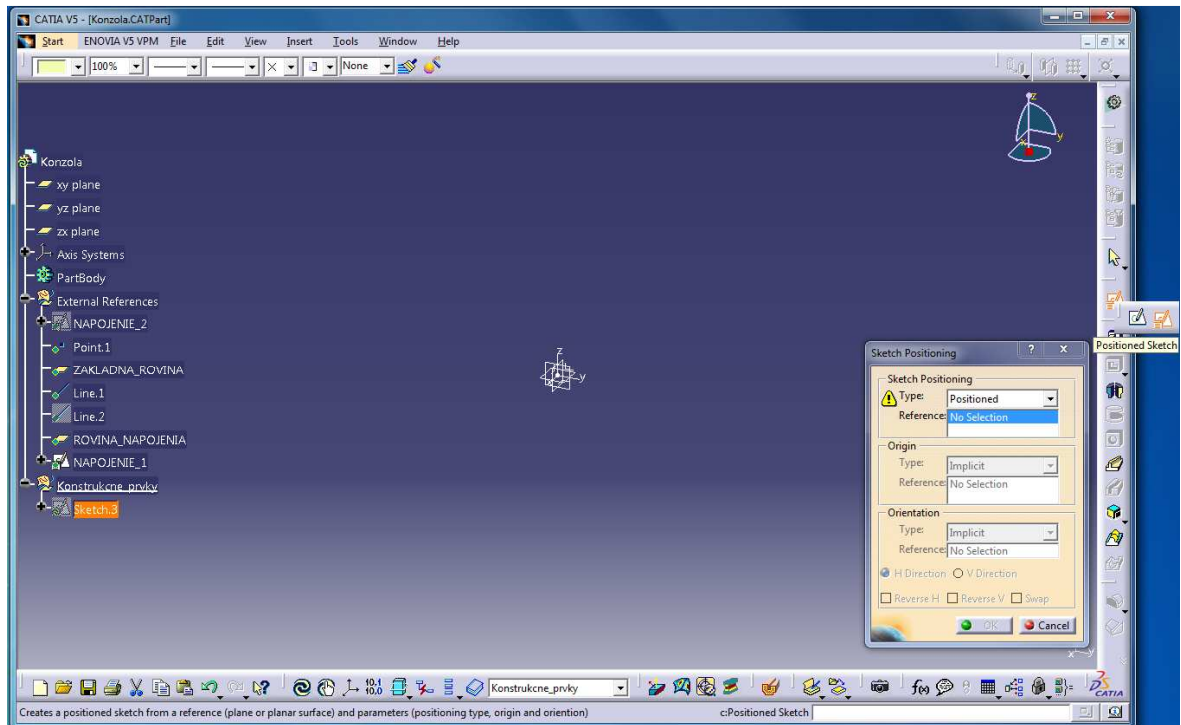 CATIA V5 - [Konzola.CATPart]
Start ENOVIA V5 VPM File Edit View Insert Tools Window Help
100% None
z
y
Konzola
xy plane
yz plane
zx plane
Axis Systems
PartBody
External References
NAPOJENIE_2
Point.1
ZAKLADNA_ROVINA
Line.1
Line.2
ROVINA_NAPOJENIA
NAPOJENIE_1
Konstrukcne_prvky
Sketch.3
z
y
Positioned Sketch
Sketch Positioning
Sketch Positioning
Type: Positioned
Reference: No Selection
Origin
Type: Implicit
Reference: No Selection
Orientation
Type: Implicit
Reference: No Selection
H Direction V Direction
Reverse H Reverse V Swap
OK Cancel
x y
Konstrukcne_prvky
CATIA
Creates a positioned sketch from a reference (plane or planar surface) and parameters (positioning type, origin and oriention) c:Positioned Sketch